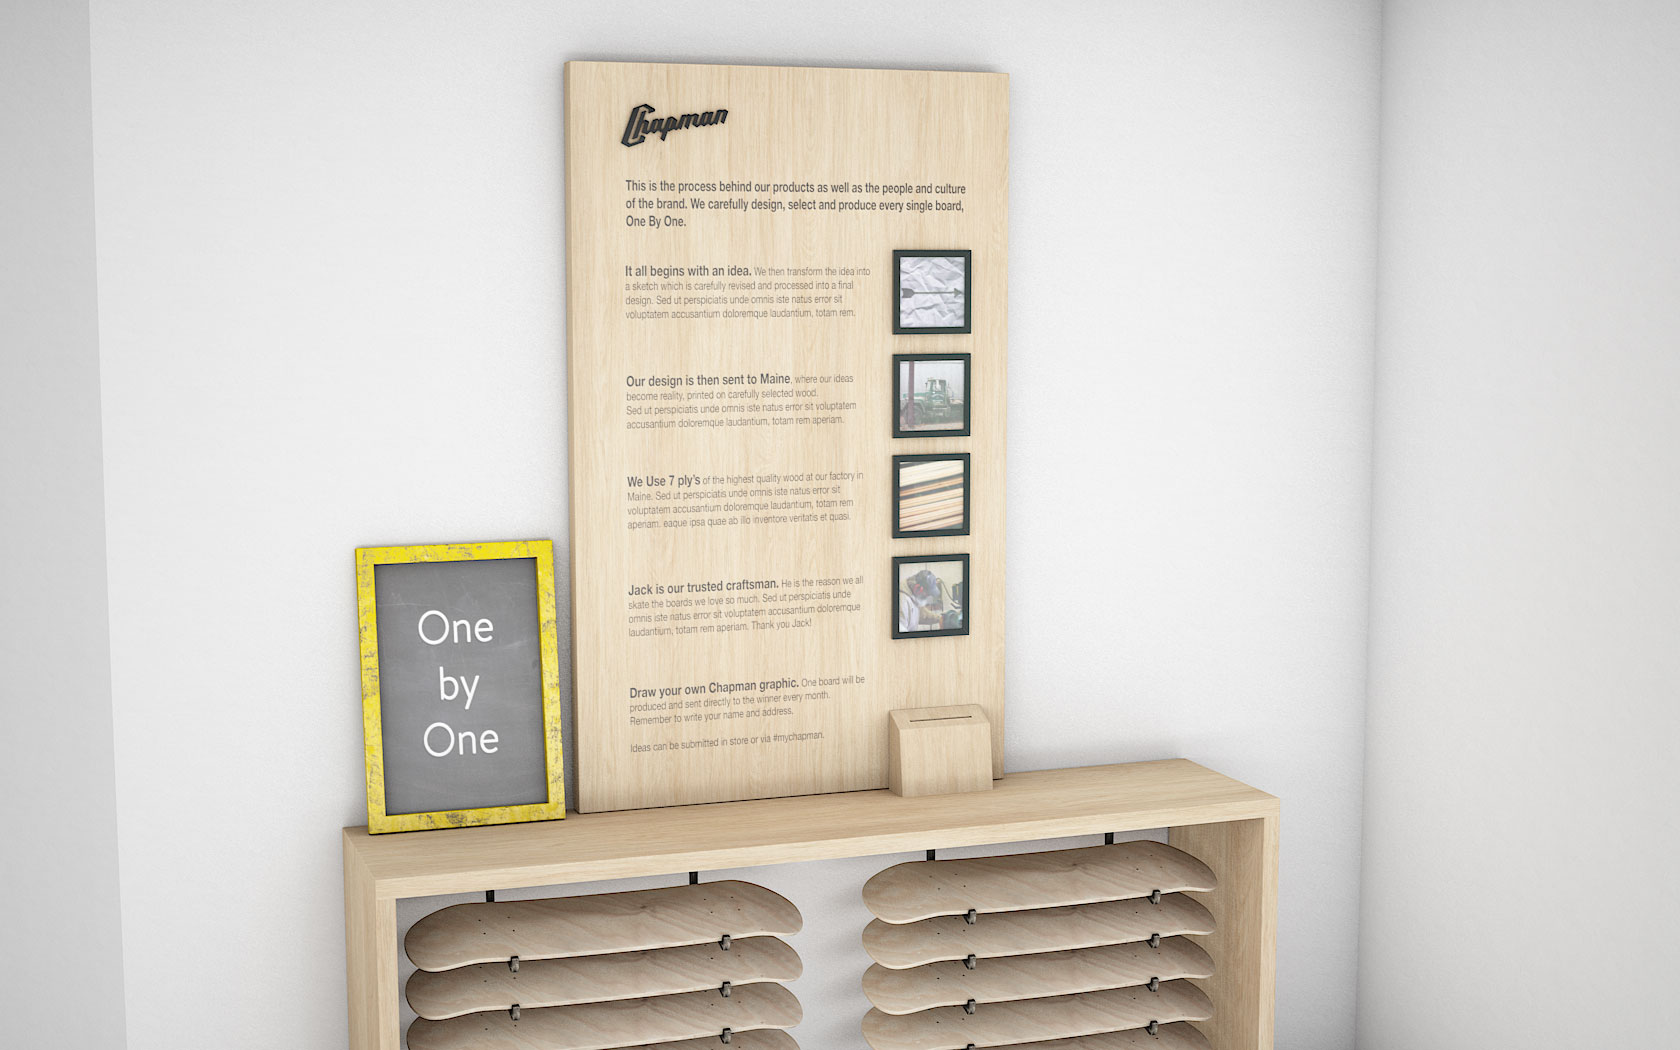 Chapman
This is the process behind our products as well as the people and culture
of the brand. We carefully design, select and produce every single board,
One By One.
It all begins with an idea. We then transform the idea into
a sketch which is carefully revised and processed into a final
design. Sed ut perspiciatis unde omnis iste natus error sit
voluptatem accusantium doloremque laudantium, totam rem.
Our design is then sent to Maine, where our ideas
become reality, printed on carefully selected wood.
Sed ut perspiciatis unde omnis iste natus error sit voluptatem
accusantium doloremque laudantium, totam rem aperiam.
We Use 7 ply's of the highest quality wood at our factory in
Maine. Sed ut perspiciatis unde omnis iste natus error sit
voluptatem accusantium doloremque laudantium, totam rem
aperiam, eaque ipsa quae ab illo inventore veritatis et quasi.
Jack is our trusted craftsman. He is the reason we all
skate the boards we love so much. Sed ut perspiciatis unde
omnis iste natus error sit voluptatem accusantium doloremque
laudantium, totam rem aperiam. Thank you Jack!
Draw your own Chapman graphic. One board will be
produced and sent directly to the winner every month.
Remember to write your name and address.
Ideas can be submitted in store or via #mychapman.
One
by
One